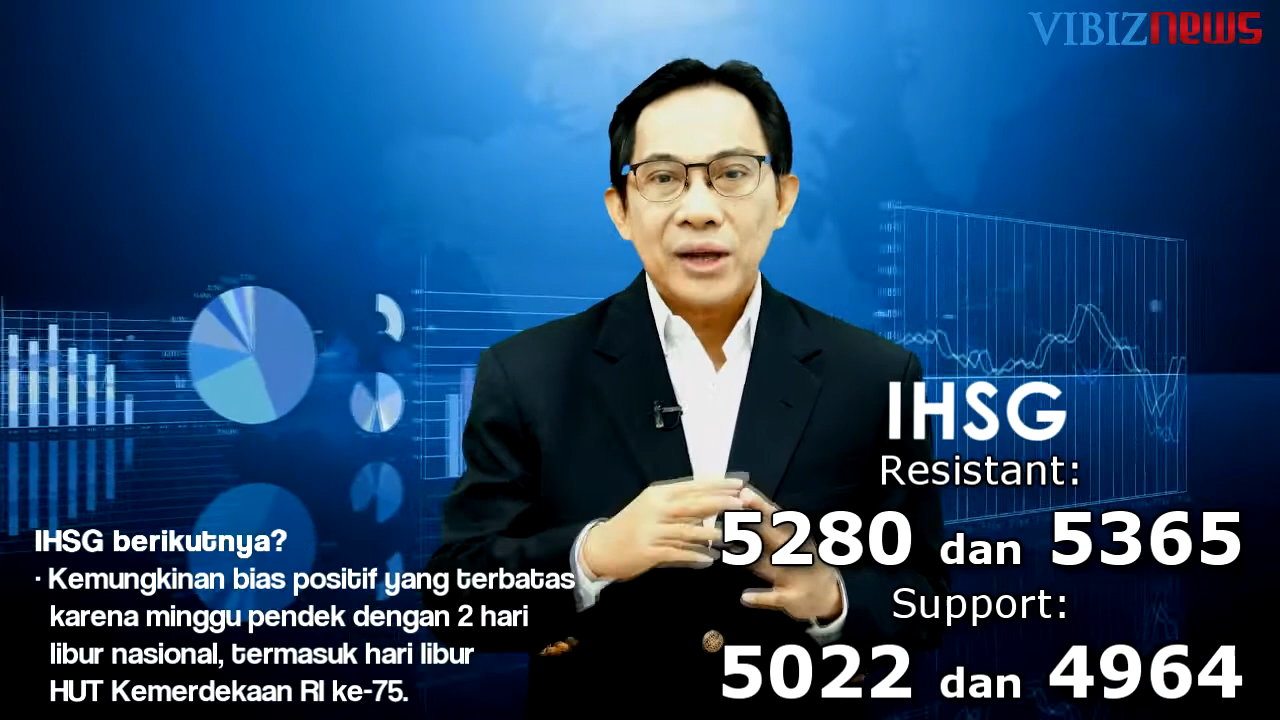 VIBIZnews
IHSG
Resistant:
5280 dan 5365
Support:
5022 dan 4964
IHSG berikutnya?
· Kemungkinan bias positif yang terbatas
karena minggu pendek dengan 2 hari
libur nasional, termasuk hari libur
HUT Kemerdekaan RI ke-75.